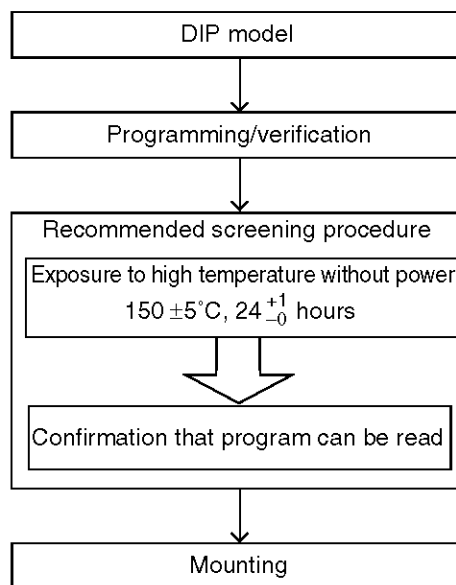 DIP model
Programming/verification
Recommended screening procedure
Exposure to high temperature without power
150 ±5°C, 24 +1 −0 hours
Confirmation that program can be read
Mounting